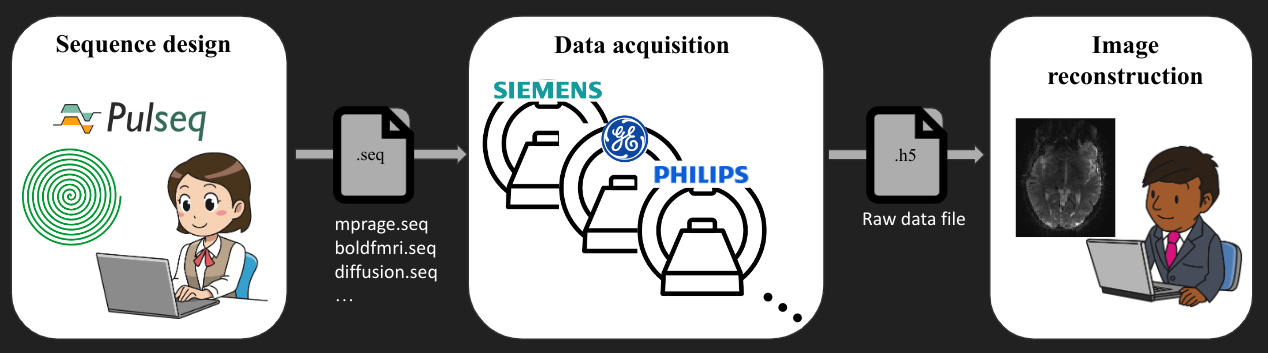 Sequence design
Pulseq
.seq
mprage.seq
boldfmri.seq
diffusion.seq
...
Data acquisition
SIEMENS
GE
PHILIPS
.h5
Raw data file
Image
reconstruction